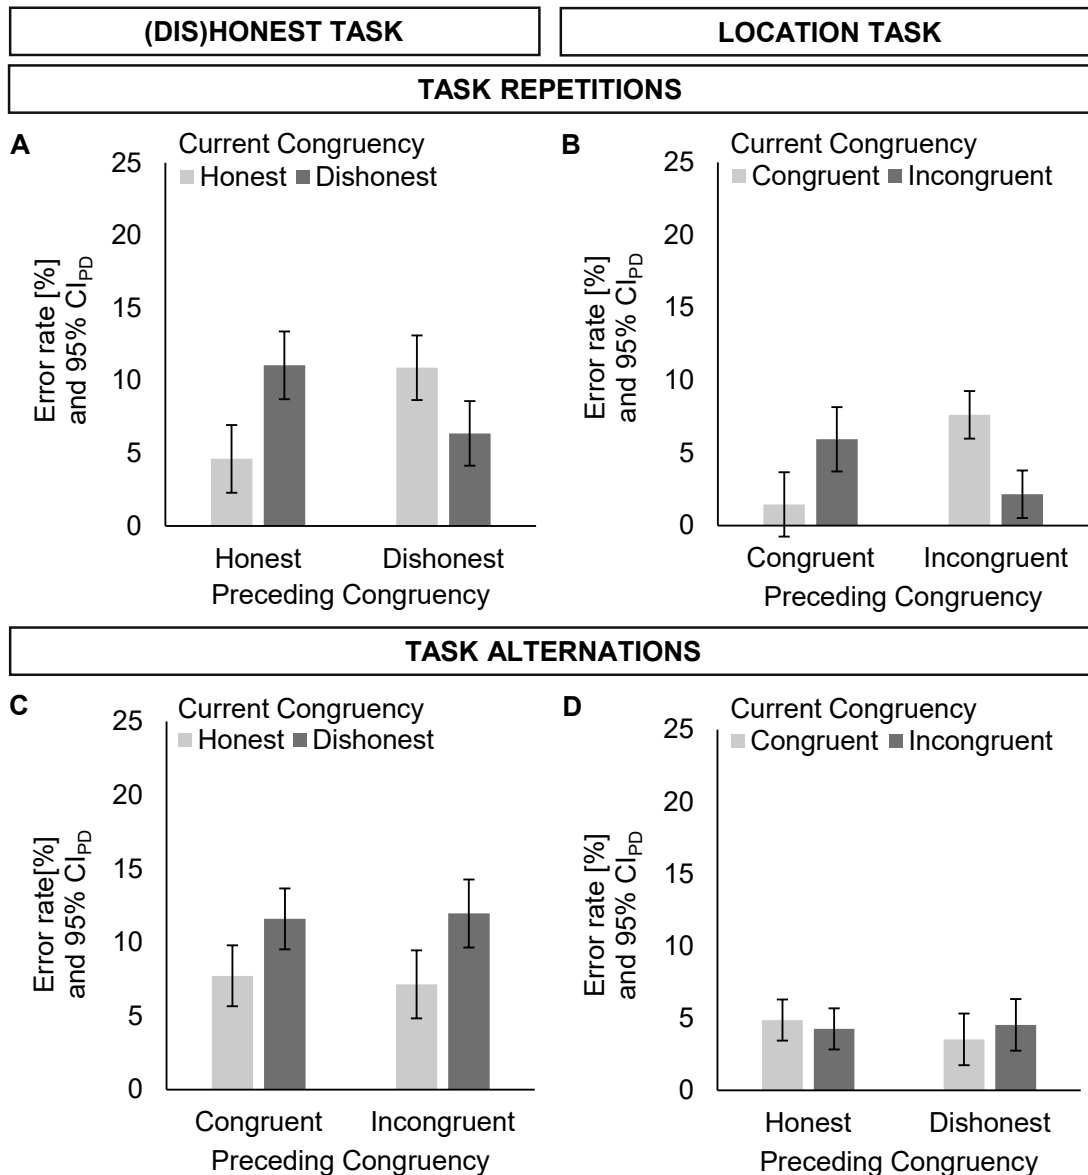 (DIS)HONEST TASK
LOCATION TASK
TASK REPETITIONS
A
Current Congruency
Honest Dishonest
Error rate [%]
and 95% CI_PD
25
20
15
10
5
0
Honest Dishonest
Preceding Congruency
B
Current Congruency
Congruent Incongruent
Error rate [%]
and 95% CI_PD
25
20
15
10
5
0
Congruent Incongruent
Preceding Congruency
TASK ALTERNATIONS
C
Current Congruency
Honest Dishonest
Error rate[%]
and 95% CI_PD
25
20
15
10
5
0
Congruent Incongruent
Preceding Congruency
D
Current Congruency
Congruent Incongruent
Error rate [%]
and 95% CI_PD
25
20
15
10
5
0
Honest Dishonest
Preceding Congruency